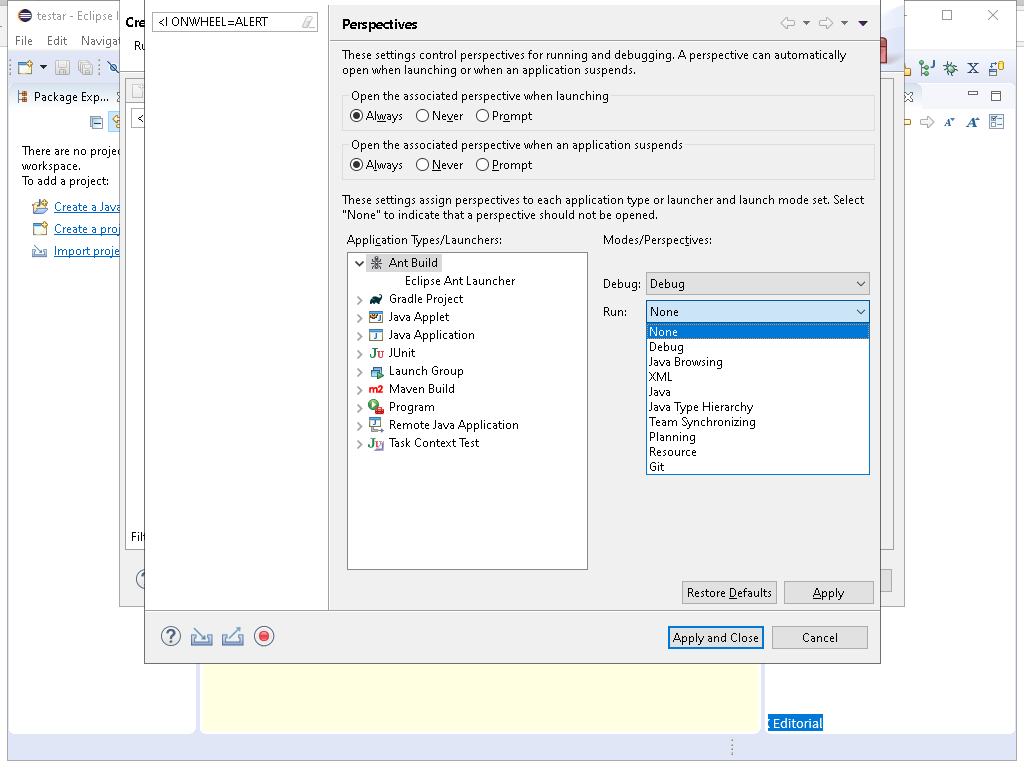 testar - Eclipse
File Edit Navigat
Package Exp...
There are no proje
workspace.
To add a project:
Create a Java
Create a proj
Import proje
Cre
Ru
<
Filt
<I ONWHEEL=ALERT
Perspectives
These settings control perspectives for running and debugging. A perspective can automatically
open when launching or when an application suspends.
Open the associated perspective when launching
Always Never Prompt
Open the associated perspective when an application suspends
Always Never Prompt
These settings assign perspectives to each application type or launcher and launch mode set. Select
"None" to indicate that a perspective should not be opened.
Application Types/Launchers:
Ant Build
Eclipse Ant Launcher
Gradle Project
Java Applet
Java Application
JUnit
Launch Group
Maven Build
Program
Remote Java Application
Task Context Test
Modes/Perspectives:
Debug: Debug
Run: None
None
Debug
Java Browsing
XML
Java
Java Type Hierarchy
Team Synchronizing
Planning
Resource
Git
Restore Defaults Apply
Apply and Close Cancel
Editorial